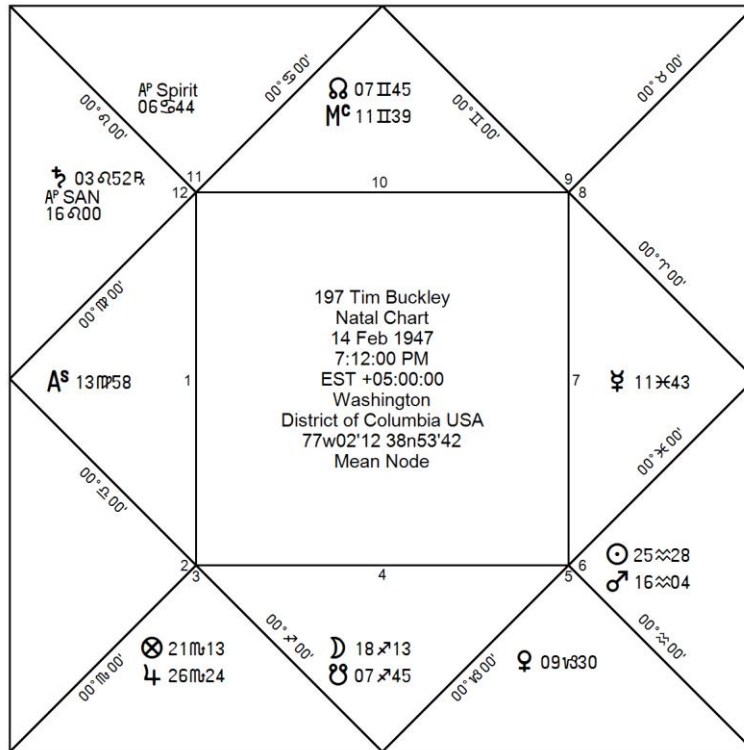 AP Spirit
06♋44
☊ 07♊45
Mc 11♊39
00°♋00'
00°♊00'
00°♉00'
00°♌00'
♄ 03♌52℞
AP SAN
16♌00
11
12
10
9
8
00°♍00'
00°♈00'
As 13♍58
1
197 Tim Buckley
Natal Chart
14 Feb 1947
7:12:00 PM
EST +05:00:00
Washington
District of Columbia USA
77w02'12 38n53'42
Mean Node
7
☿ 11♓43
00°♎00'
00°♓00'
2
3
4
5
6
☉ 25♒28
♂ 16♒04
⊗ 21♏13
♃ 26♏24
00°♏00'
00°♐00'
☽ 18♐13
☋ 07♐45
00°♑00'
♀ 09♑30
00°♒00'